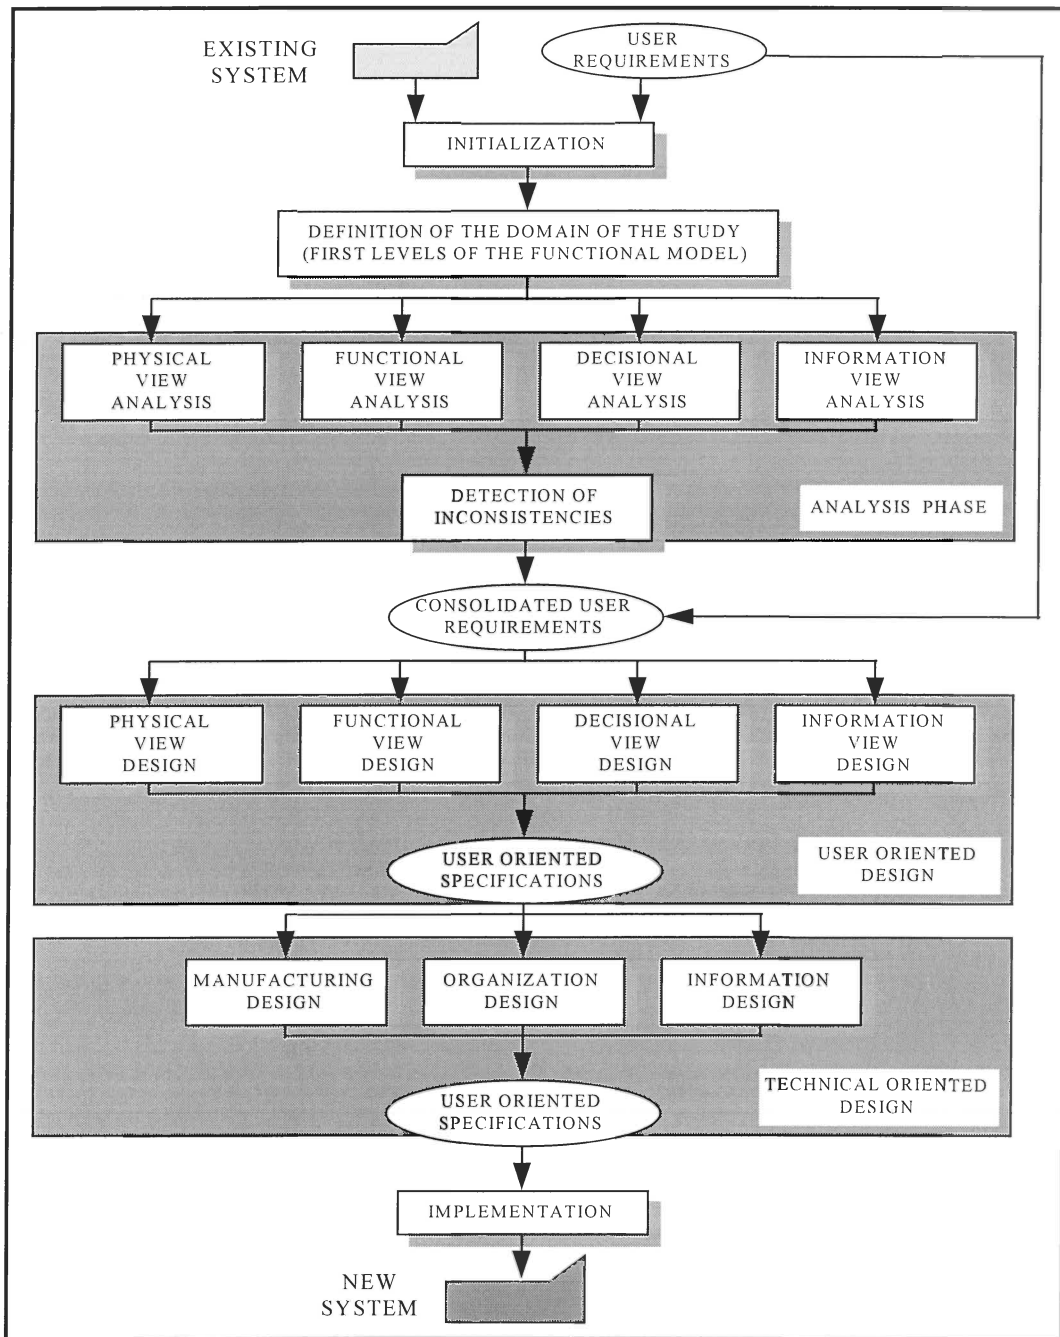 EXISTING
SYSTEM
USER
REQUIREMENTS
INITIALIZATION
DEFINITION OF THE DOMAIN OF THE STUDY
(FIRST LEVELS OF THE FUNCTIONAL MODEL)
PHYSICAL
VIEW
ANALYSIS
FUNCTIONAL
VIEW
ANALYSIS
DECISIONAL
VIEW
ANALYSIS
INFORMATION
VIEW
ANALYSIS
DETECTION OF
INCONSISTENCIES
ANALYSIS PHASE
CONSOLIDATED USER
REQUIREMENTS
PHYSICAL
VIEW
DESIGN
FUNCTIONAL
VIEW
DESIGN
DECISIONAL
VIEW
DESIGN
INFORMATION
VIEW
DESIGN
USER ORIENTED
SPECIFICATIONS
USER ORIENTED
DESIGN
MANUFACTURING
DESIGN
ORGANIZATION
DESIGN
INFORMATION
DESIGN
TECHNICAL ORIENTED
DESIGN
USER ORIENTED
SPECIFICATIONS
IMPLEMENTATION
NEW
SYSTEM